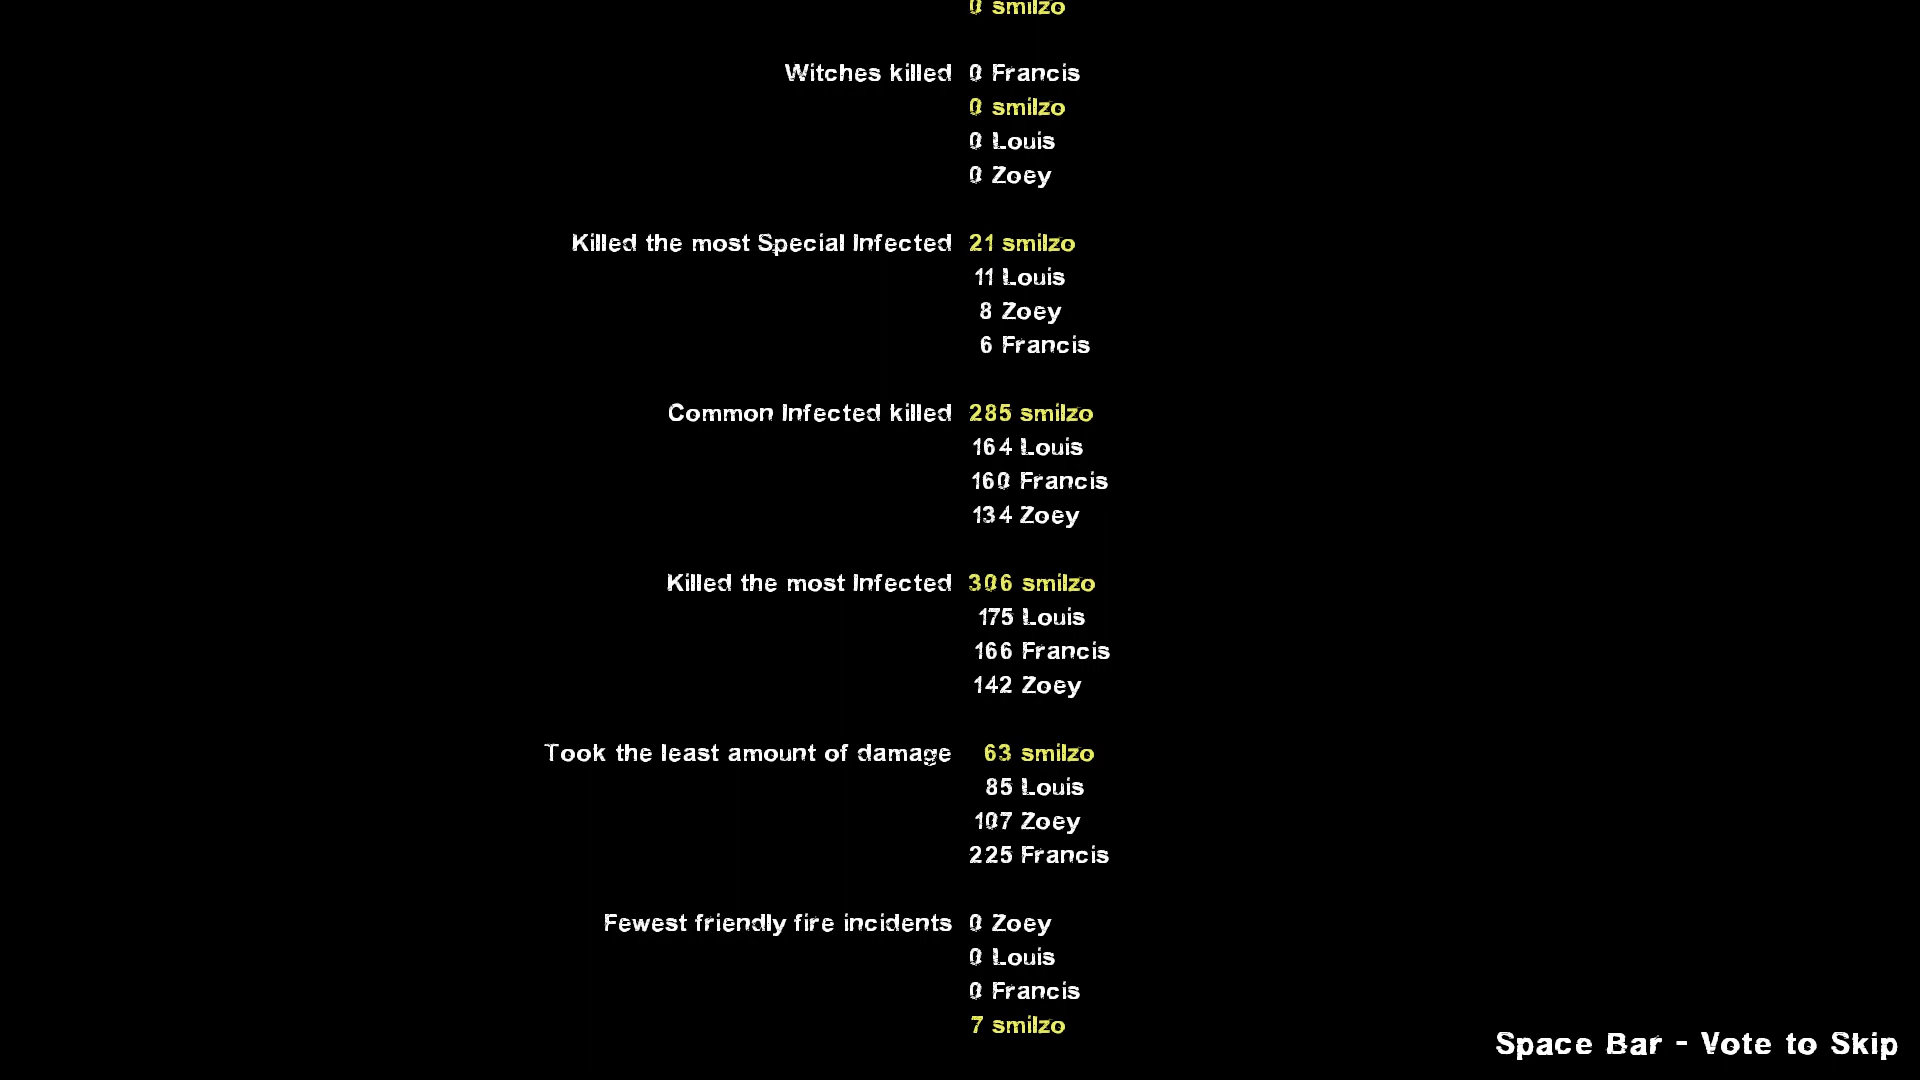 0 smilzo
Witches killed 0 Francis
0 smilzo
0 Louis
0 Zoey
Killed the most Special Infected 21 smilzo
11 Louis
8 Zoey
6 Francis
Common Infected killed 285 smilzo
164 Louis
160 Francis
134 Zoey
Killed the most Infected 306 smilzo
175 Louis
166 Francis
142 Zoey
Took the least amount of damage 63 smilzo
85 Louis
107 Zoey
225 Francis
Fewest friendly fire incidents 0 Zoey
0 Louis
0 Francis
7 smilzo
Space Bar - Vote to Skip